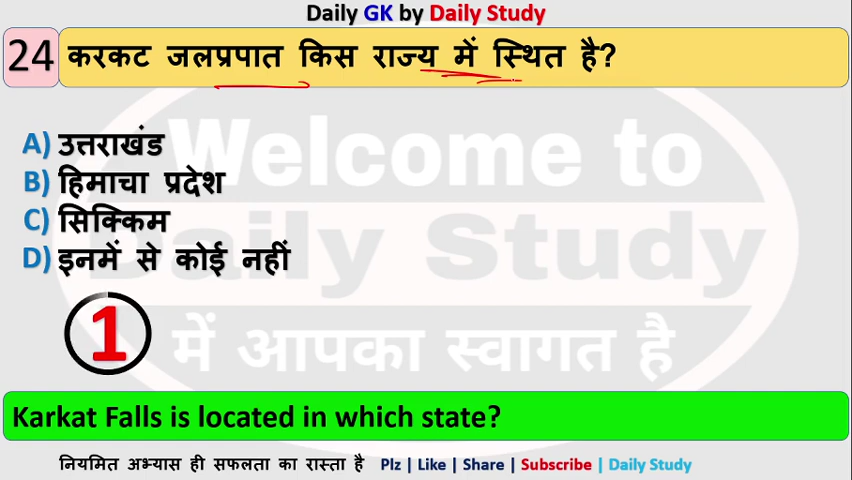 Daily GK by Daily Study
24 करकट जलप्रपात किस राज्य में स्थित है?
Welcome to
A) उत्तराखंड
B) हिमाचा प्रदेश
C) सिक्किम
Daily Study
D) इनमें से कोई नहीं
1
में आपका स्वागत है
Karkat Falls is located in which state?
नियमित अभ्यास ही सफलता का रास्ता है Plz | Like | Share | Subscribe | Daily Study